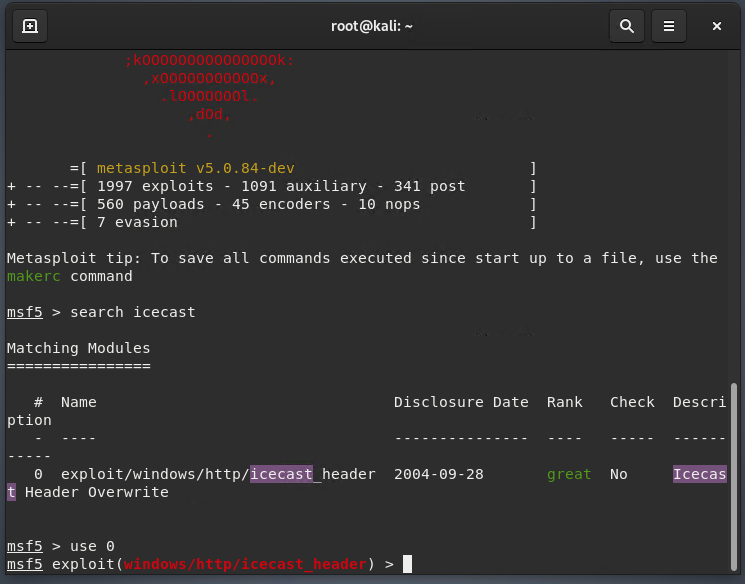 root@kali: ~
;kOOOOOOOOOOOOOOOk:
,xOOOOOOOOOOOx,
.lOOOOOOOl.
,dOd,
.
=[ metasploit v5.0.84-dev ]
+ -- --=[ 1997 exploits - 1091 auxiliary - 341 post ]
+ -- --=[ 560 payloads - 45 encoders - 10 nops ]
+ -- --=[ 7 evasion ]
Metasploit tip: To save all commands executed since start up to a file, use the
makerc command
msf5 > search icecast
Matching Modules
================
# Name Disclosure Date Rank Check Descri
ption
- ---- --------------- ---- ----- ------
-----
0 exploit/windows/http/icecast_header 2004-09-28 great No Icecas
t Header Overwrite
msf5 > use 0
msf5 exploit(windows/http/icecast_header) >